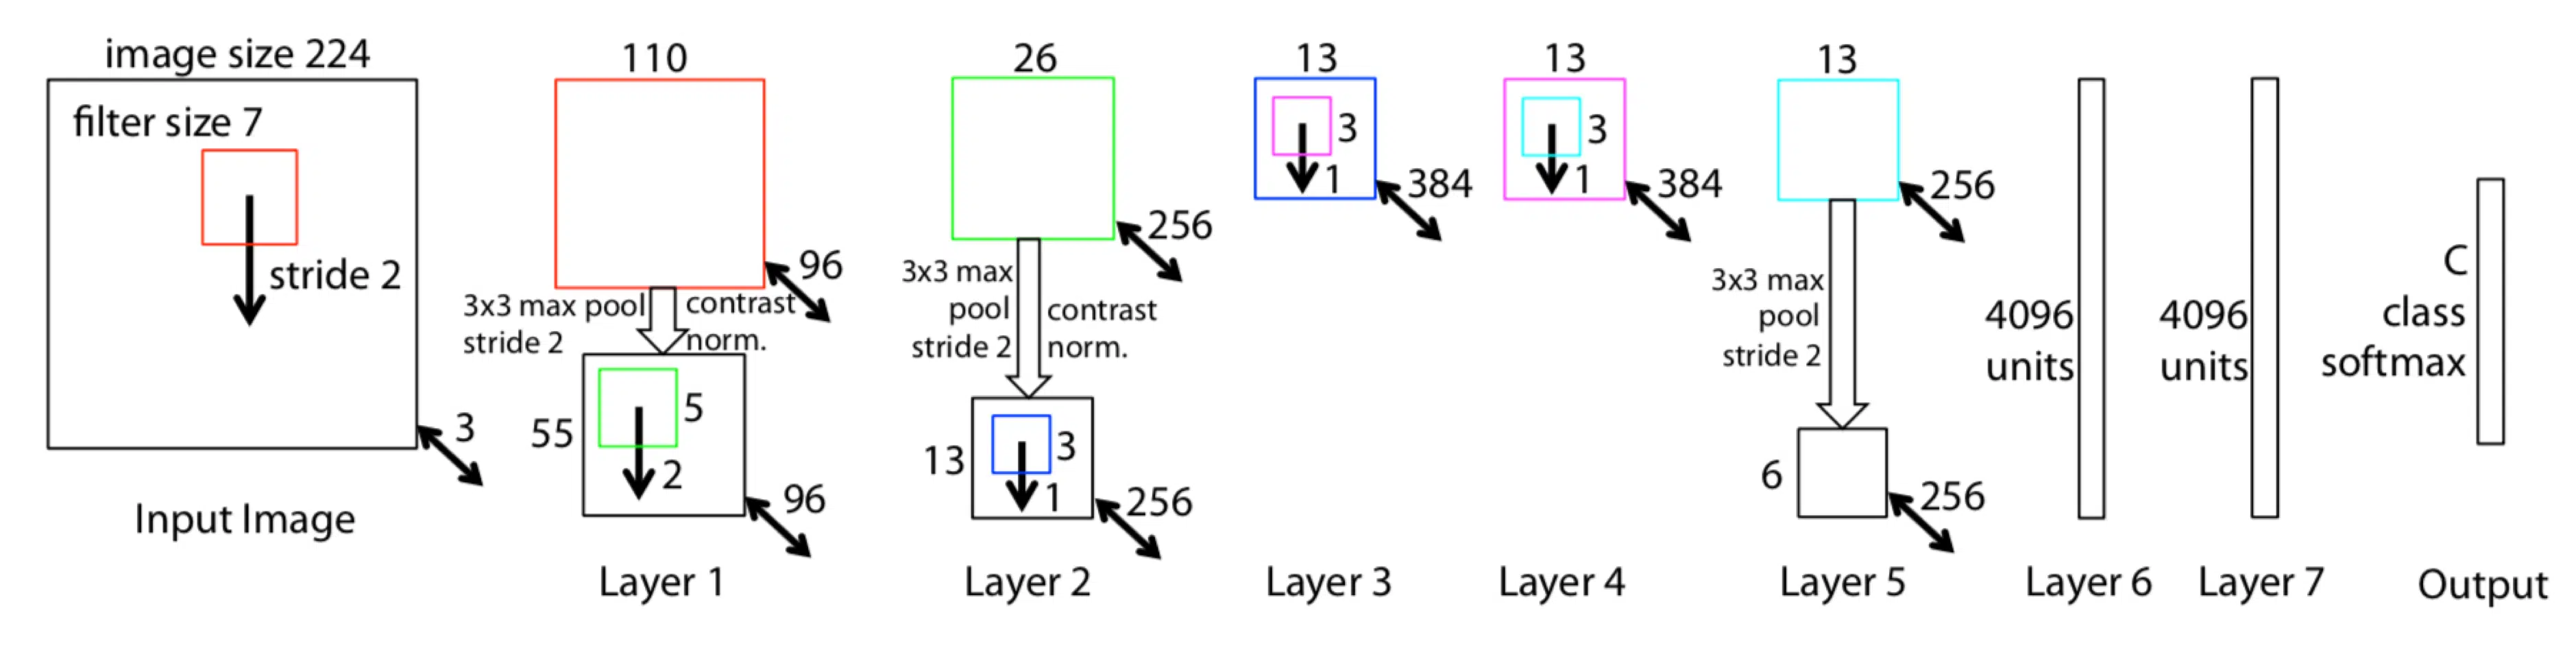 image size 224
filter size 7
stride 2
3
Input Image
110
96
3x3 max pool
stride 2
contrast
norm.
55
5
2
96
Layer 1
26
256
3x3 max
pool
stride 2
contrast
norm.
13
3
1
256
Layer 2
13
3
1
384
Layer 3
13
3
1
384
Layer 4
13
256
3x3 max
pool
stride 2
6
256
Layer 5
4096
units
Layer 6
4096
units
Layer 7
C
class
softmax
Output